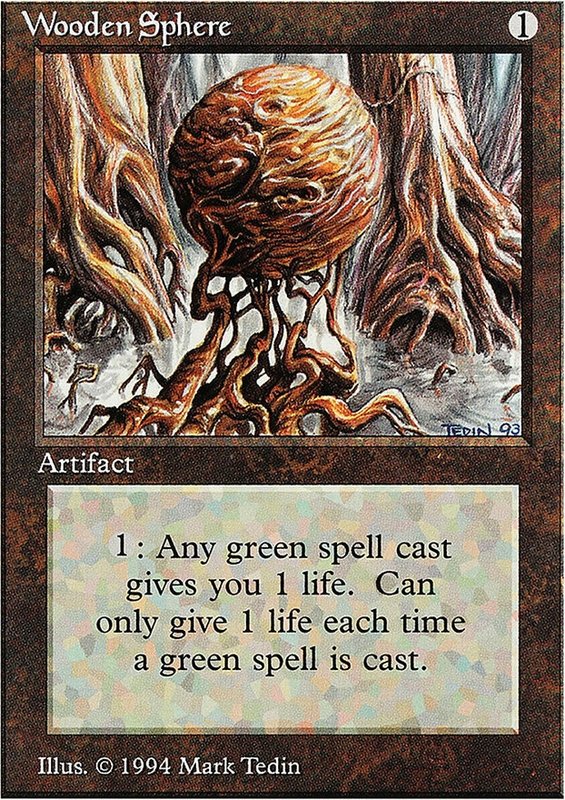 Wooden Sphere 1
TEDIN 93
Artifact
1: Any green spell cast
gives you 1 life. Can
only give 1 life each time
a green spell is cast.
Illus. © 1994 Mark Tedin